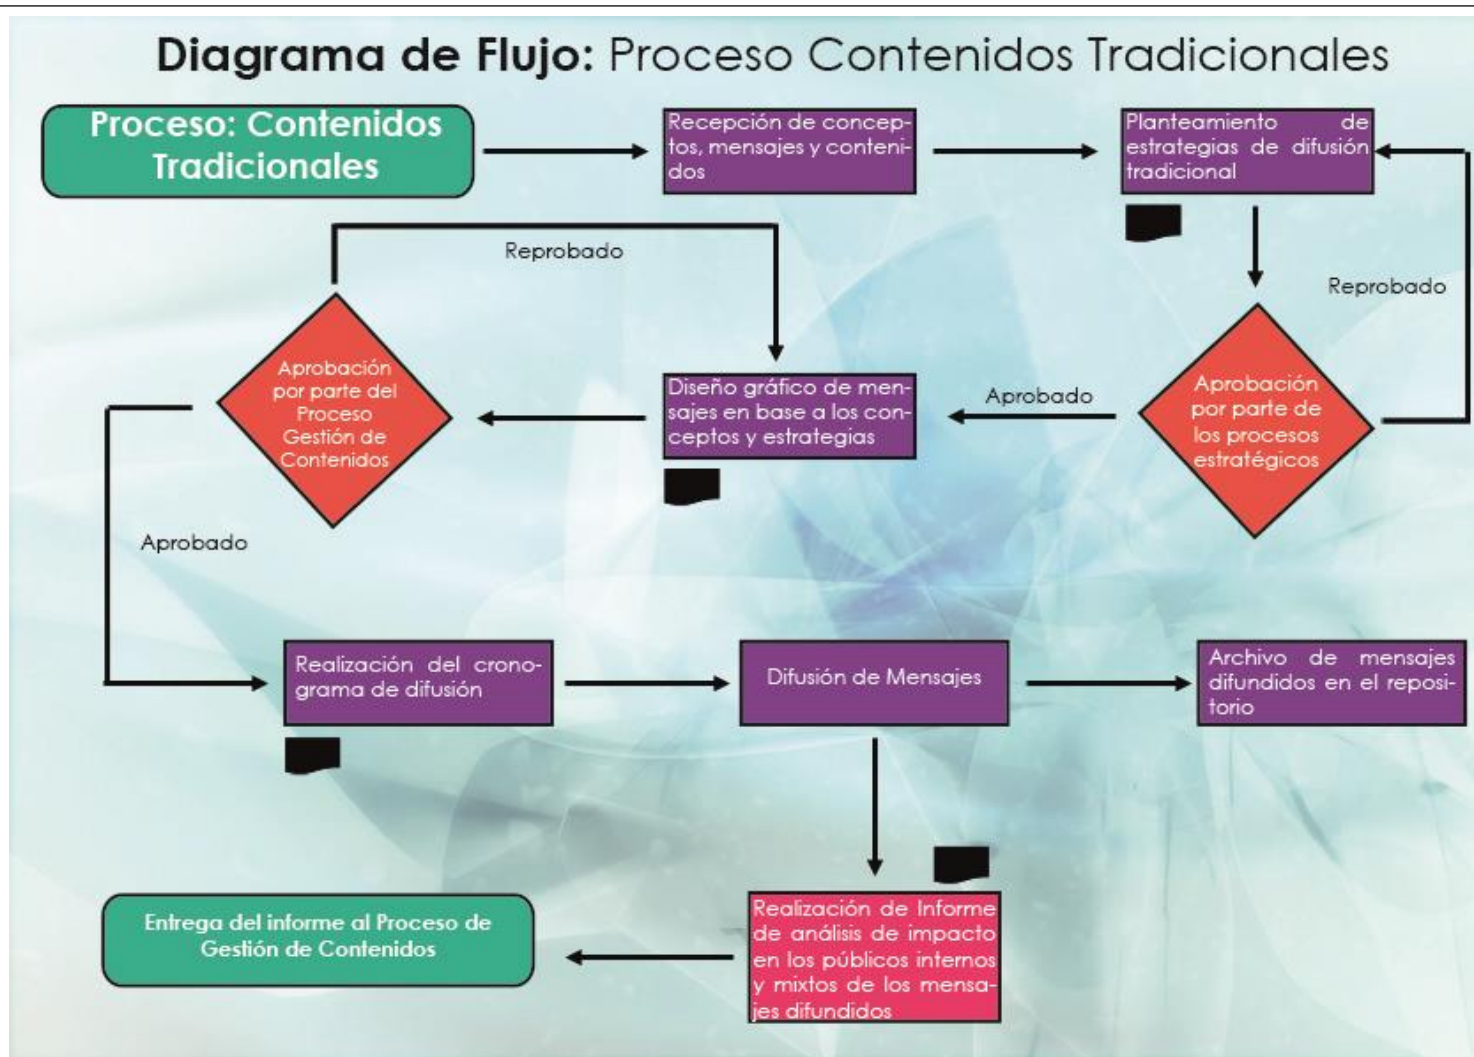 Diagrama de Flujo: Proceso Contenidos Tradicionales
Proceso: Contenidos
Tradicionales
Recepción de concep-
tos, mensajes y conteni-
dos
Planteamiento de
estrategias de difusión
tradicional
Reprobado
Reprobado
Aprobación
por parte del
Proceso
Gestión de
Contenidos
Diseño gráfico de men-
sajes en base a los con-
ceptos y estrategias
Aprobado
Aprobación
por parte de
los procesos
estratégicos
Aprobado
Realización del crono-
grama de difusión
Difusión de Mensajes
Archivo de mensajes
difundidos en el reposi-
torio
Entrega del informe al Proceso de
Gestión de Contenidos
Realización de Informe
de análisis de impacto
en los públicos internos
y mixtos de los mensa-
jes difundidos